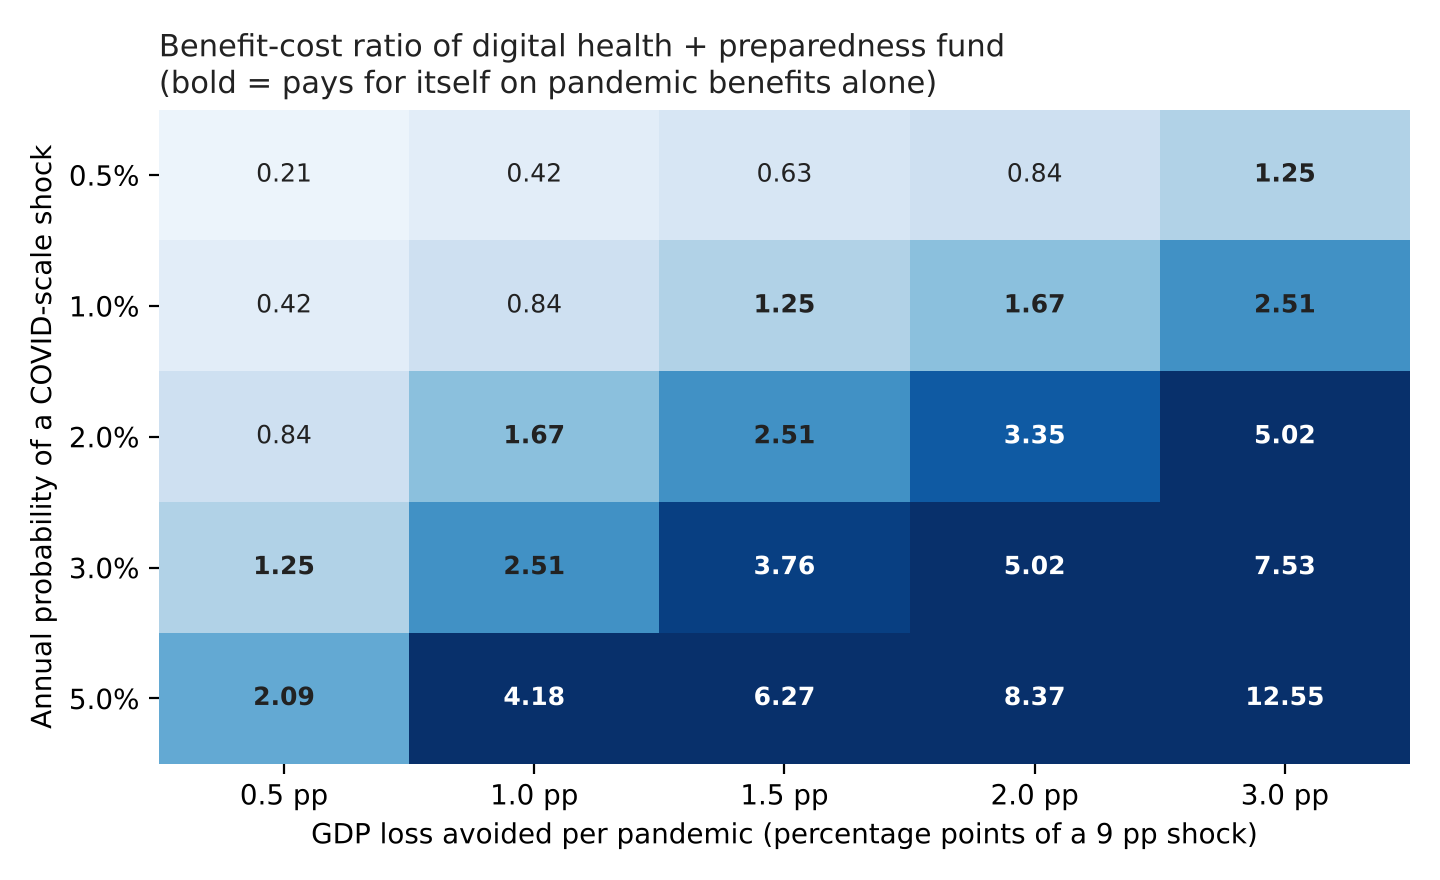 Benefit-cost ratio of digital health + preparedness fund
(bold = pays for itself on pandemic benefits alone)
Annual probability of a COVID-scale shock
0.5% 0.21 0.42 0.63 0.84 1.25
1.0% 0.42 0.84 1.25 1.67 2.51
2.0% 0.84 1.67 2.51 3.35 5.02
3.0% 1.25 2.51 3.76 5.02 7.53
5.0% 2.09 4.18 6.27 8.37 12.55
0.5 pp 1.0 pp 1.5 pp 2.0 pp 3.0 pp
GDP loss avoided per pandemic (percentage points of a 9 pp shock)